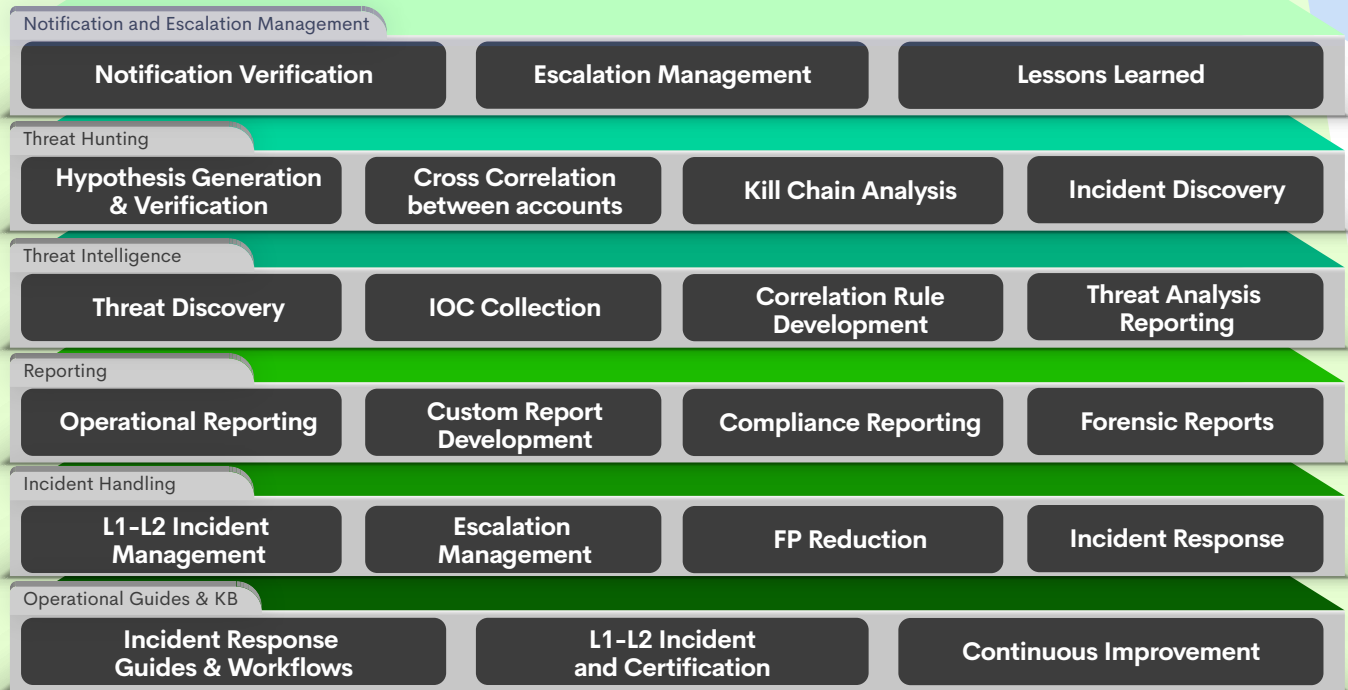 Notification and Escalation Management
Notification Verification
Escalation Management
Lessons Learned
Threat Hunting
Hypothesis Generation
& Verification
Cross Correlation
between accounts
Kill Chain Analysis
Incident Discovery
Threat Intelligence
Threat Discovery
IOC Collection
Correlation Rule
Development
Threat Analysis
Reporting
Reporting
Operational Reporting
Custom Report
Development
Compliance Reporting
Forensic Reports
Incident Handling
L1-L2 Incident
Management
Escalation
Management
FP Reduction
Incident Response
Operational Guides & KB
Incident Response
Guides & Workflows
L1-L2 Incident
and Certification
Continuous Improvement